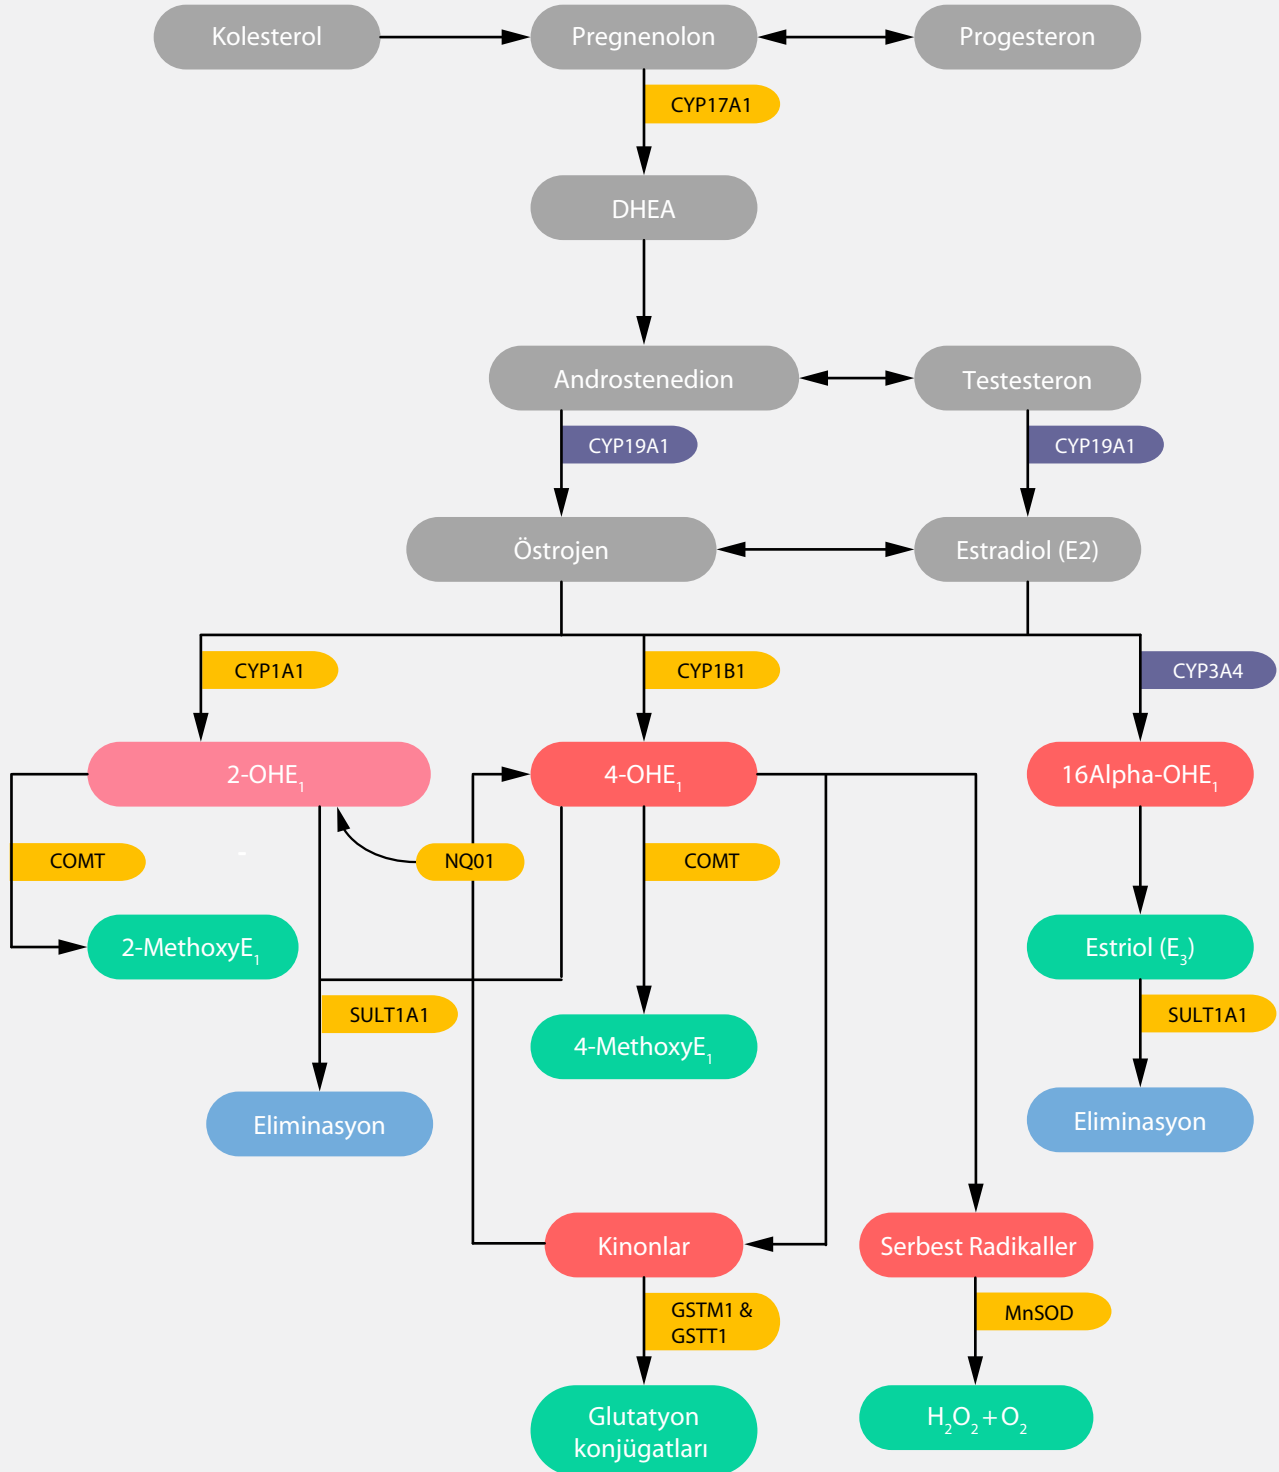 Kolesterol
Pregnenolon
Progesteron
CYP17A1
DHEA
Androstenedion
Testesteron
CYP19A1
CYP19A1
Östrojen
Estradiol (E2)
CYP1A1
CYP1B1
CYP3A4
2-OHE₁
4-OHE₁
16Alpha-OHE₁
COMT
NQ01
COMT
2-MethoxyE₁
Estriol (E₃)
SULT1A1
SULT1A1
4-MethoxyE₁
Eliminasyon
Eliminasyon
Kinonlar
Serbest Radikaller
GSTM1 &
GSTT1
MnSOD
Glutatyon
konjügatları
H₂O₂ + O₂